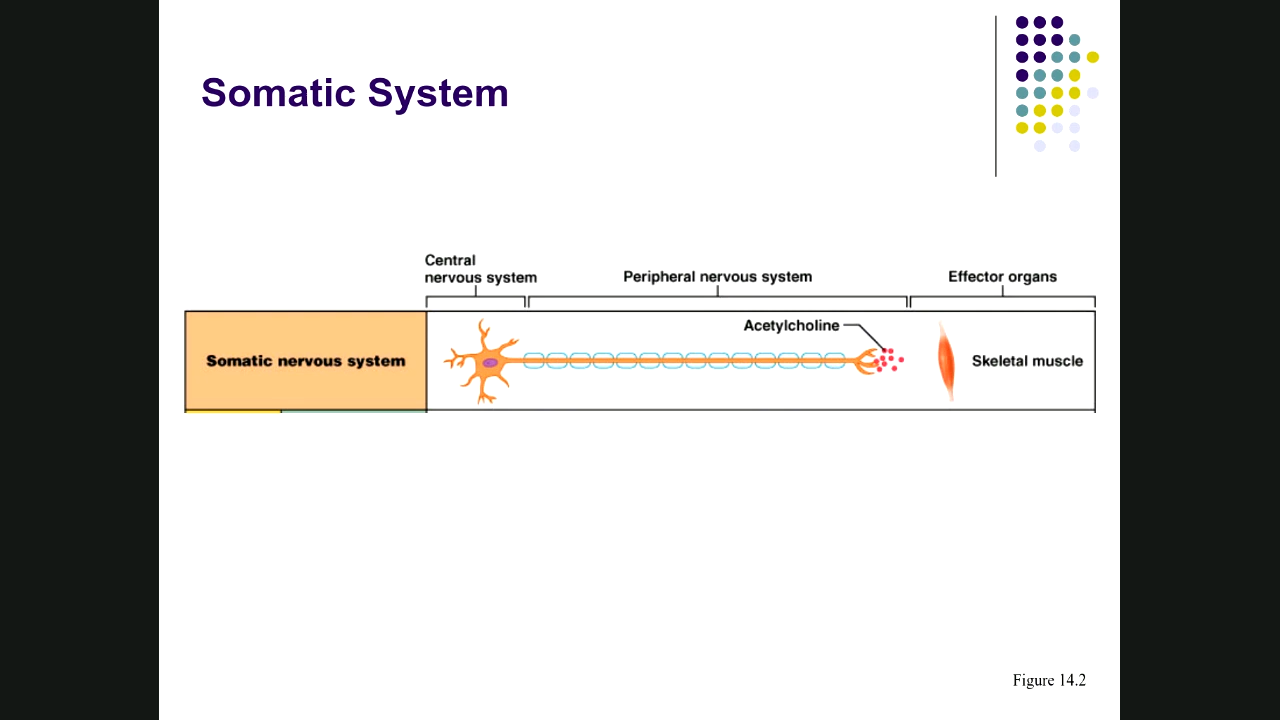 Somatic System
Central
nervous system
Peripheral nervous system
Effector organs
Somatic nervous system
Acetylcholine
Skeletal muscle
Figure 14.2